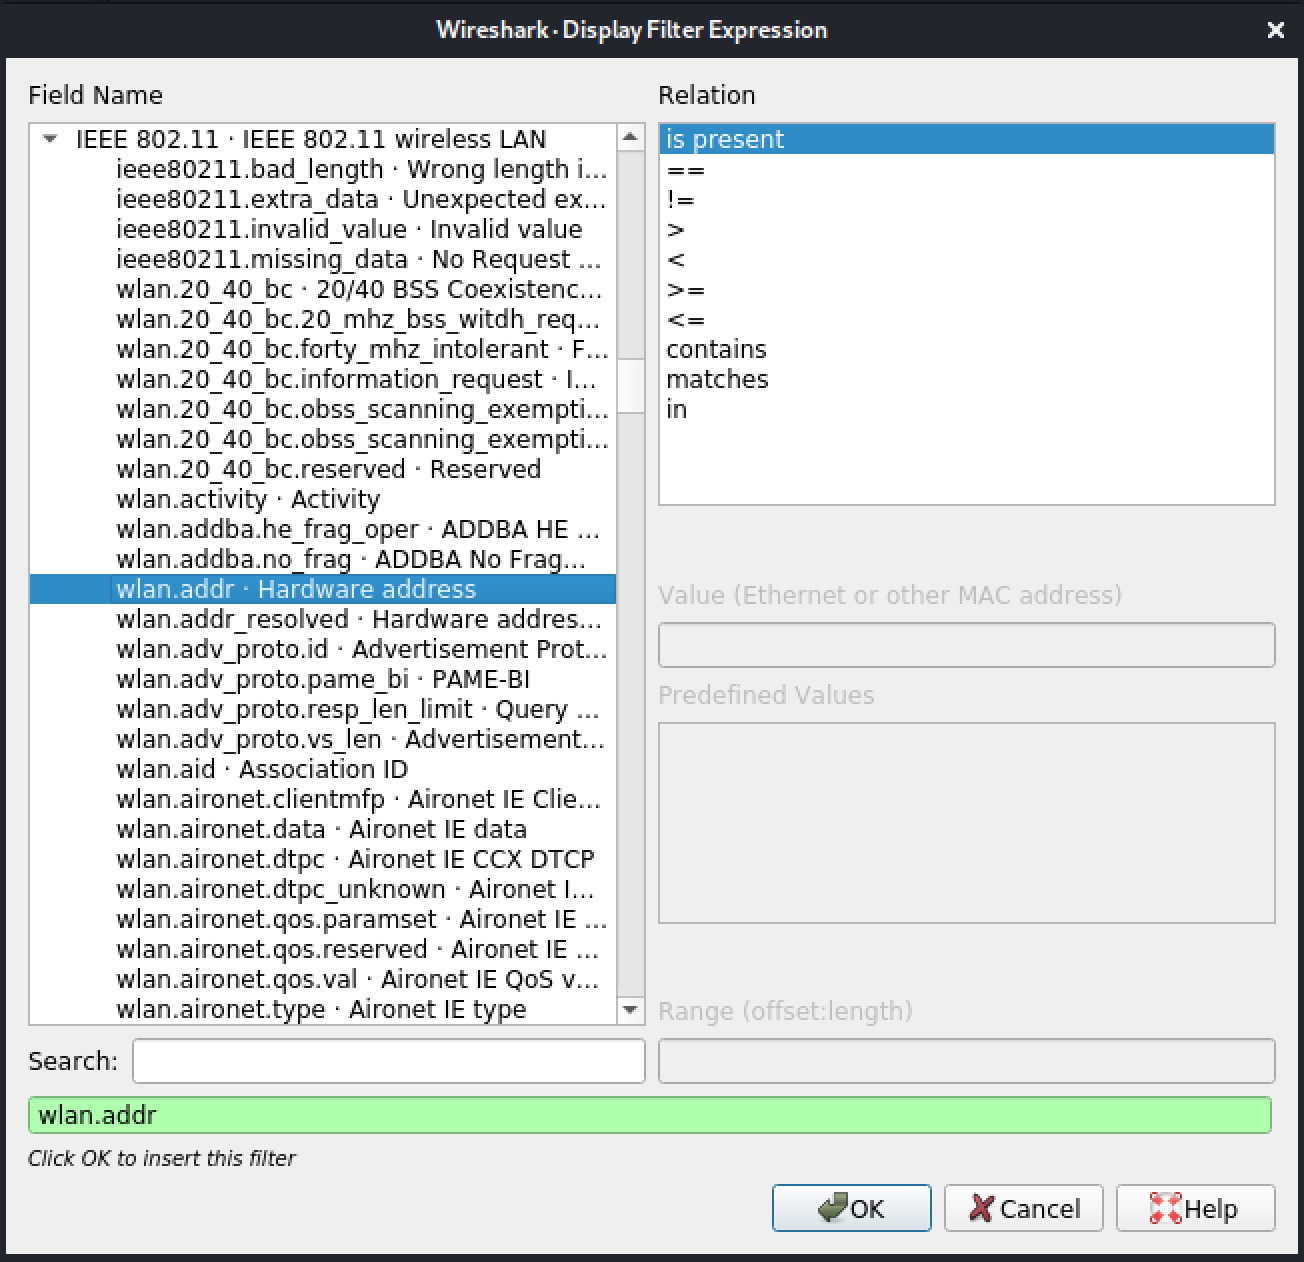 Wireshark · Display Filter Expression
Field Name
IEEE 802.11 · IEEE 802.11 wireless LAN
ieee80211.bad_length · Wrong length i...
ieee80211.extra_data · Unexpected ex...
ieee80211.invalid_value · Invalid value
ieee80211.missing_data · No Request ...
wlan.20_40_bc · 20/40 BSS Coexistenc...
wlan.20_40_bc.20_mhz_bss_witdh_req...
wlan.20_40_bc.forty_mhz_intolerant · F...
wlan.20_40_bc.information_request · I...
wlan.20_40_bc.obss_scanning_exempti...
wlan.20_40_bc.obss_scanning_exempti...
wlan.20_40_bc.reserved · Reserved
wlan.activity · Activity
wlan.addba.he_frag_oper · ADDBA HE ...
wlan.addba.no_frag · ADDBA No Frag...
wlan.addr · Hardware address
wlan.addr_resolved · Hardware addres...
wlan.adv_proto.id · Advertisement Prot...
wlan.adv_proto.pame_bi · PAME-BI
wlan.adv_proto.resp_len_limit · Query ...
wlan.adv_proto.vs_len · Advertisement...
wlan.aid · Association ID
wlan.aironet.clientmfp · Aironet IE Clie...
wlan.aironet.data · Aironet IE data
wlan.aironet.dtpc · Aironet IE CCX DTCP
wlan.aironet.dtpc_unknown · Aironet I...
wlan.aironet.qos.paramset · Aironet IE ...
wlan.aironet.qos.reserved · Aironet IE ...
wlan.aironet.qos.val · Aironet IE QoS v...
wlan.aironet.type · Aironet IE type
Relation
is present
==
!=
>
<
>=
<=
contains
matches
in
Value (Ethernet or other MAC address)
Predefined Values
Range (offset:length)
Search:
wlan.addr
Click OK to insert this filter
OK
Cancel
Help